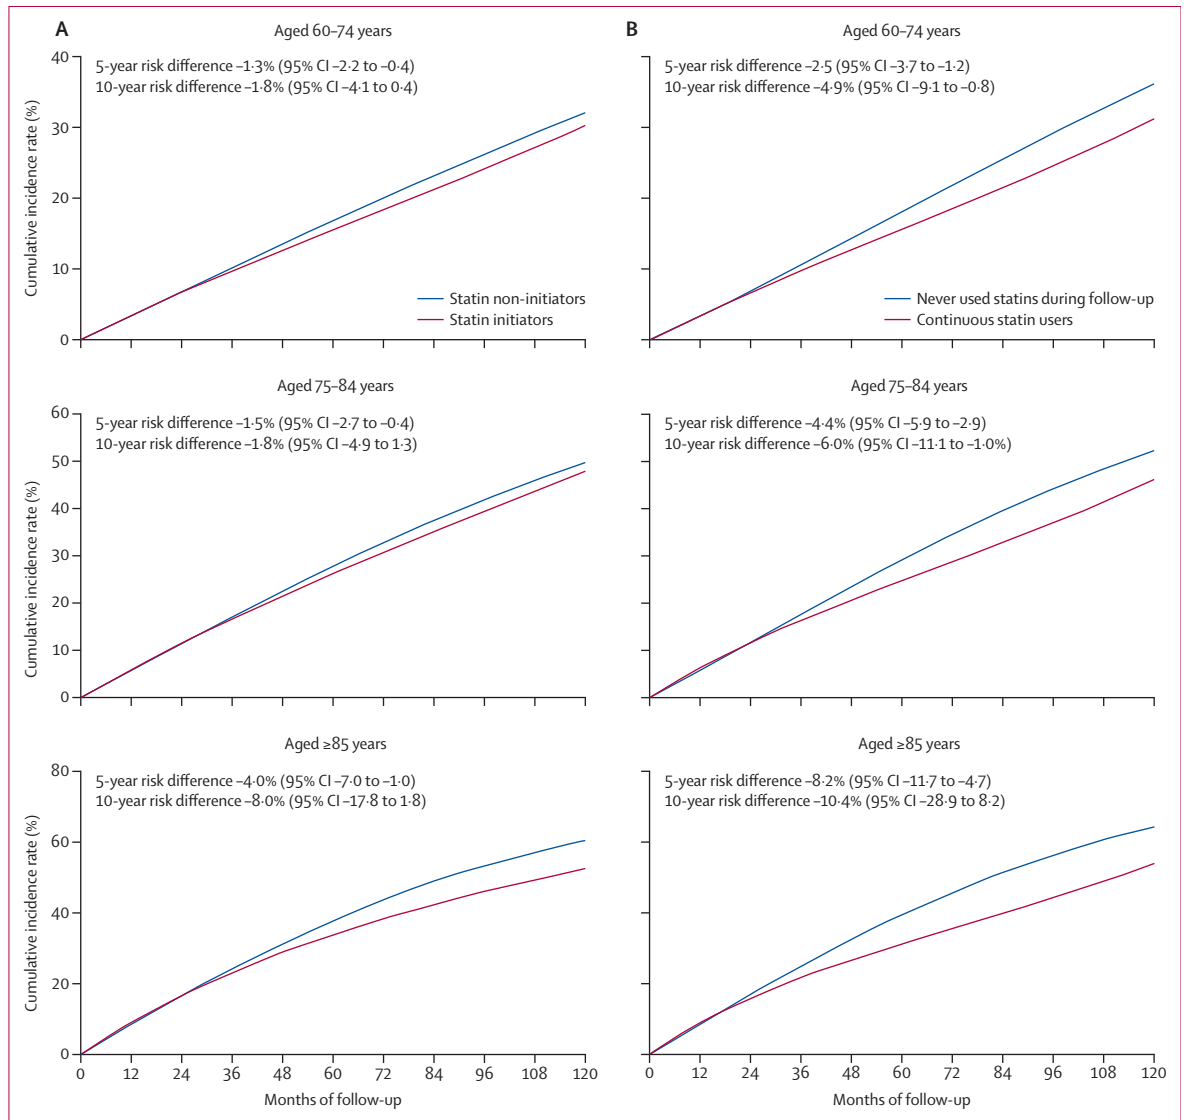 A
Aged 60–74 years
5-year risk difference –1·3% (95% CI –2·2 to –0·4)
10-year risk difference –1·8% (95% CI –4·1 to 0·4)
Cumulative incidence rate (%)
40
30
20
10
0
Statin non-initiators
Statin initiators
B
Aged 60–74 years
5-year risk difference –2·5 (95% CI –3·7 to –1·2)
10-year risk difference –4·9% (95% CI –9·1 to –0·8)
Never used statins during follow-up
Continuous statin users
Aged 75–84 years
5-year risk difference –1·5% (95% CI –2·7 to –0·4)
10-year risk difference –1·8% (95% CI –4·9 to 1·3)
Cumulative incidence rate (%)
60
50
40
30
20
10
0
Aged 75–84 years
5-year risk difference –4·4% (95% CI –5·9 to –2·9)
10-year risk difference –6·0% (95% CI –11·1 to –1·0%)
Aged ≥85 years
5-year risk difference –4·0% (95% CI –7·0 to –1·0)
10-year risk difference –8·0% (95% CI –17·8 to 1·8)
Cumulative incidence rate (%)
80
60
40
20
0
0 12 24 36 48 60 72 84 96 108 120
Months of follow-up
Aged ≥85 years
5-year risk difference –8·2% (95% CI –11·7 to –4·7)
10-year risk difference –10·4% (95% CI –28·9 to 8·2)
0 12 24 36 48 60 72 84 96 108 120
Months of follow-up